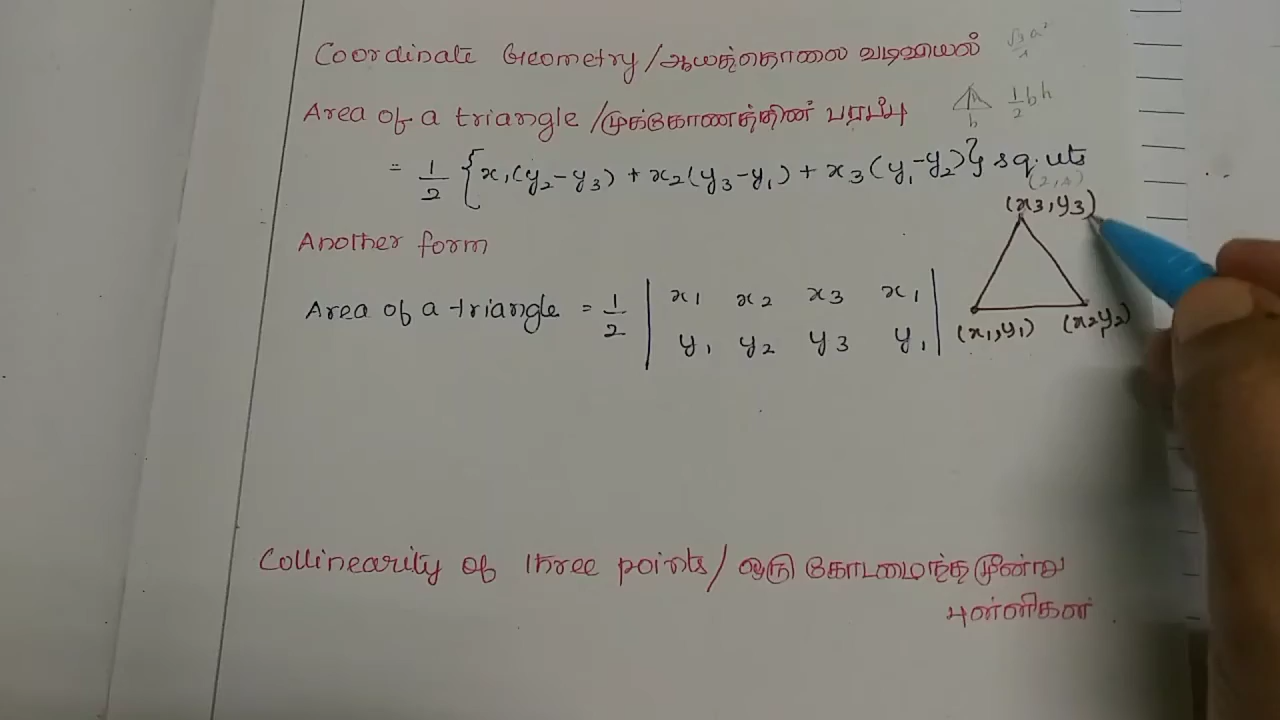 Coordinate Geometry / ஆயத்தொலை வடிவியல்
Area of a triangle / முக்கோணத்தின் பரப்பு
1/2 bh
b
= 1/2 {x₁(y₂-y₃) + x₂(y₃-y₁) + x₃(y₁-y₂)} sq.uts
(x₃,y₃)
Another form
Area of a triangle = 1/2 | x₁ x₂ x₃ x₁ |
y₁ y₂ y₃ y₁
(x₁,y₁) (x₂,y₂)
Collinearity of three points / ஒரு கோடமைந்த மூன்று
புள்ளிகள்